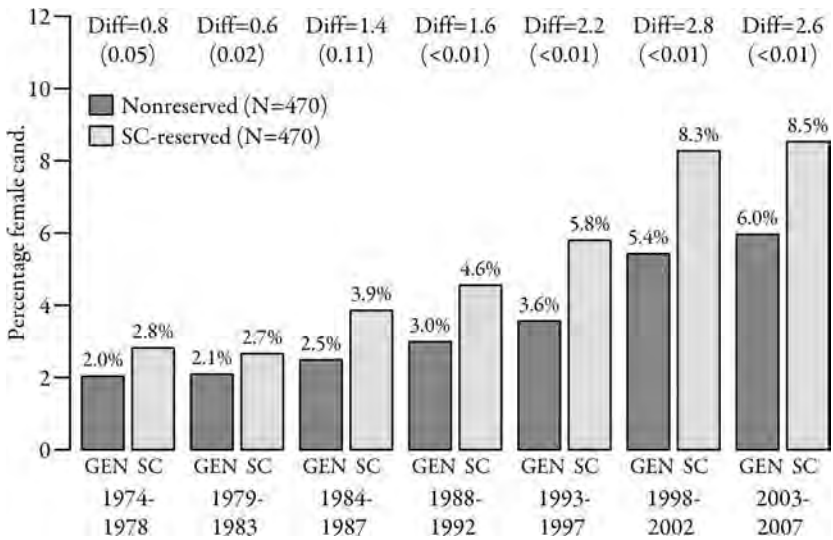 Diff=0.8 Diff=0.6 Diff=1.4 Diff=1.6 Diff=2.2 Diff=2.8 Diff=2.6
(0.05) (0.02) (0.11) (<0.01) (<0.01) (<0.01) (<0.01)
Nonreserved (N=470)
SC-reserved (N=470)
Percentage female cand.
12
10
8
6
4
2
0
2.0% 2.8% 2.1% 2.7% 2.5% 3.9% 3.0% 4.6% 3.6% 5.8% 5.4% 8.3% 6.0% 8.5%
GEN SC GEN SC GEN SC GEN SC GEN SC GEN SC GEN SC
1974- 1979- 1984- 1988- 1993- 1998- 2003-
1978 1983 1987 1992 1997 2002 2007